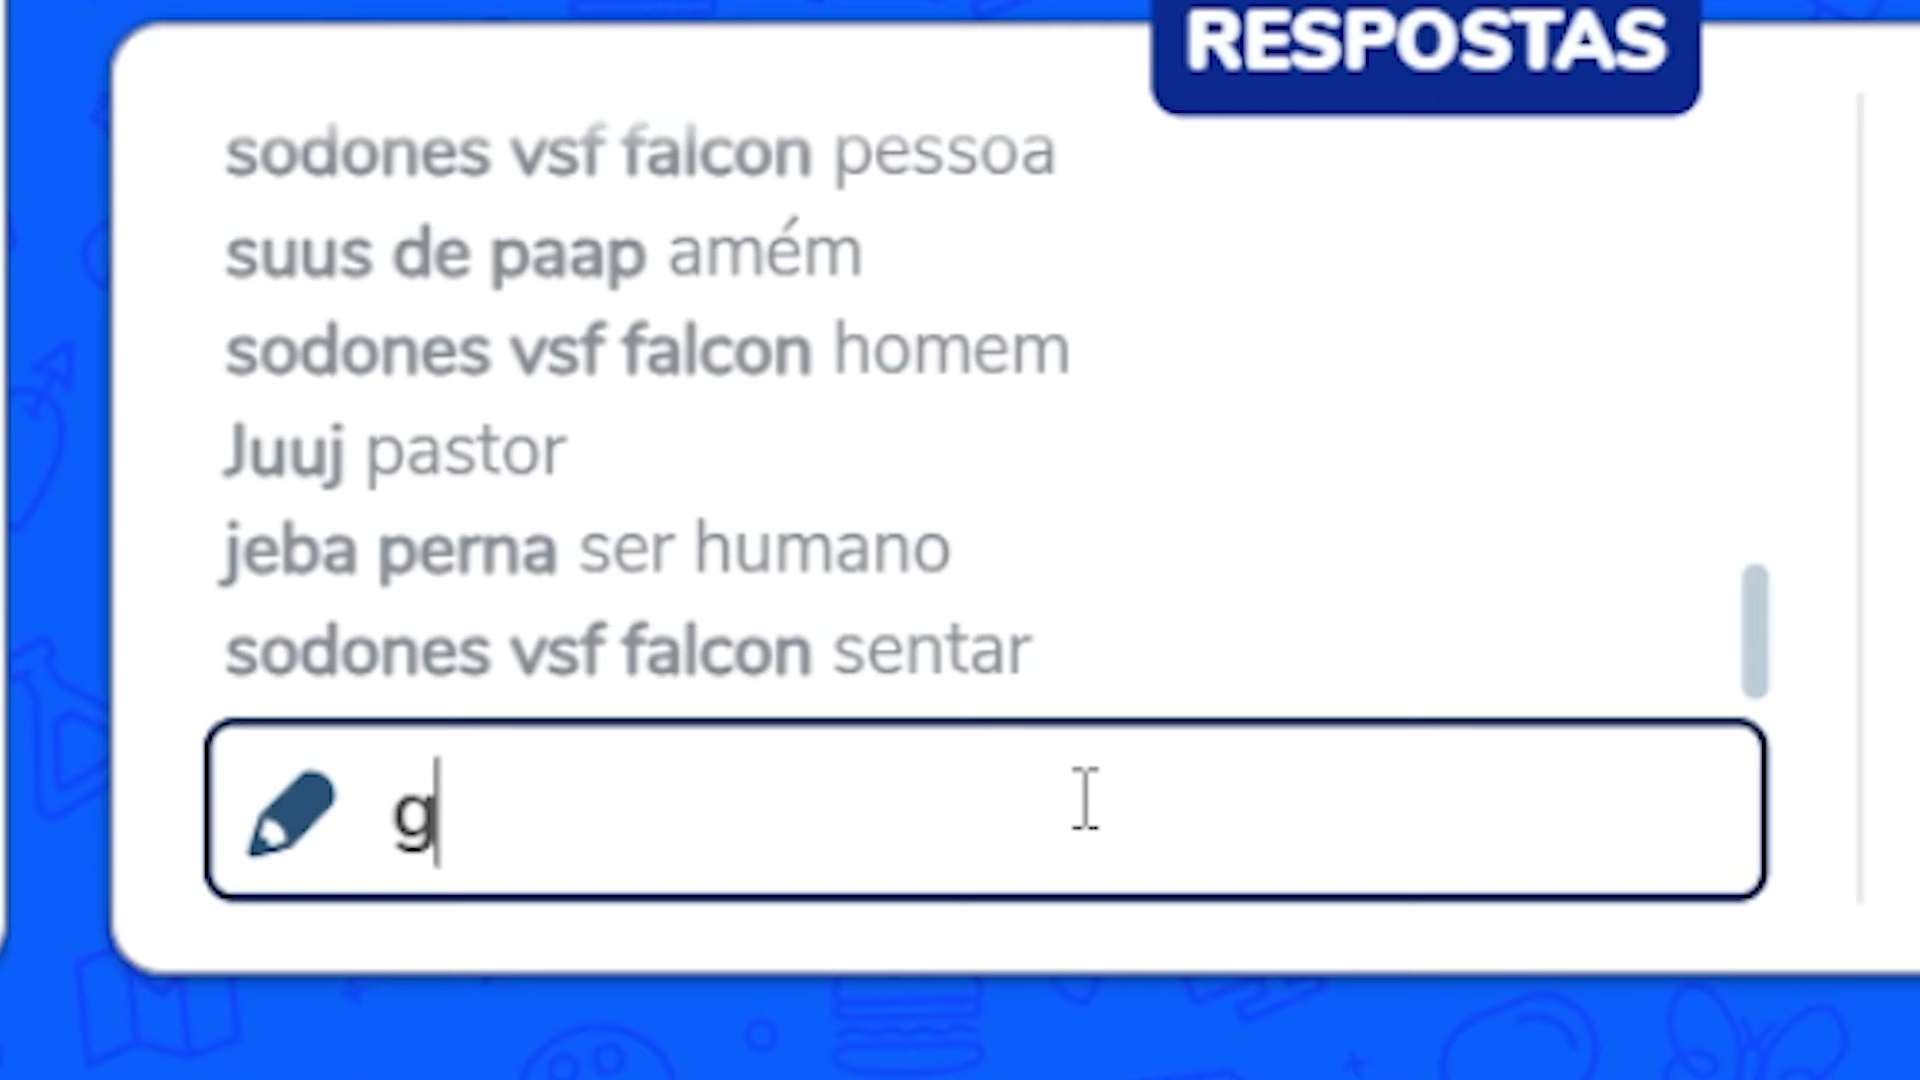 RESPOSTAS
sodones vsf falcon pessoa
suus de paap amém
sodones vsf falcon homem
Juuj pastor
jeba perna ser humano
sodones vsf falcon sentar
g